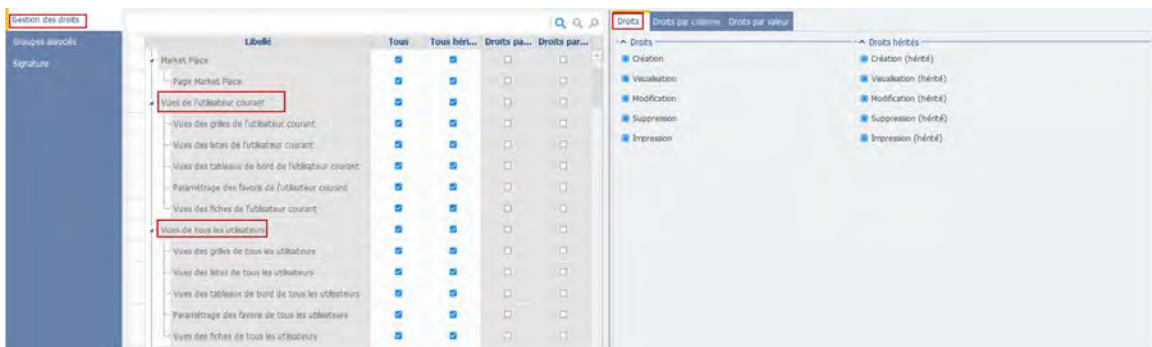 Gestion des droits
Groupes associés
Signature
Libellé Tous Tous héri... Droits pa... Droits par...
Market Place
Page Market Place
Vues de l'utilisateur courant
Vues des grilles de l'utilisateur courant
Vues des listes de l'utilisateur courant
Vues des tableaux de bord de l'utilisateur courant
Paramétrage des favoris de l'utilisateur courant
Vues des fiches de l'utilisateur courant
Vues de tous les utilisateurs
Vues des grilles de tous les utilisateurs
Vues des listes de tous les utilisateurs
Vues des tableaux de bord de tous les utilisateurs
Paramétrage des favoris de tous les utilisateurs
Vues des fiches de tous les utilisateurs
Droits Droits par colonne Droits par valeur
Droits Droits hérités
Création Création (hérité)
Visualisation Visualisation (hérité)
Modification Modification (hérité)
Suppression Suppression (hérité)
Impression Impression (hérité)